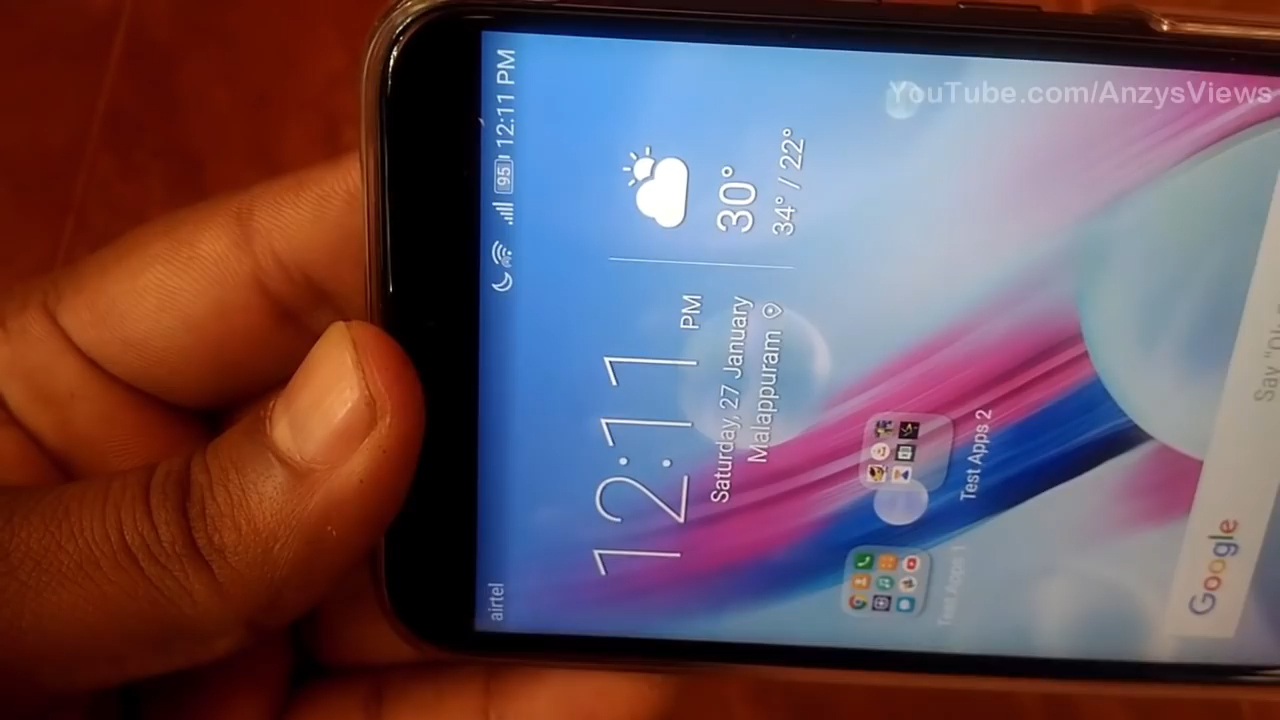 YouTube.com/AnzysViews
airtel
95 12:11 PM
12:11 PM
Saturday, 27 January
Malappuram
30°
34° / 22°
Test Apps 1
Test Apps 2
Google
Say "O